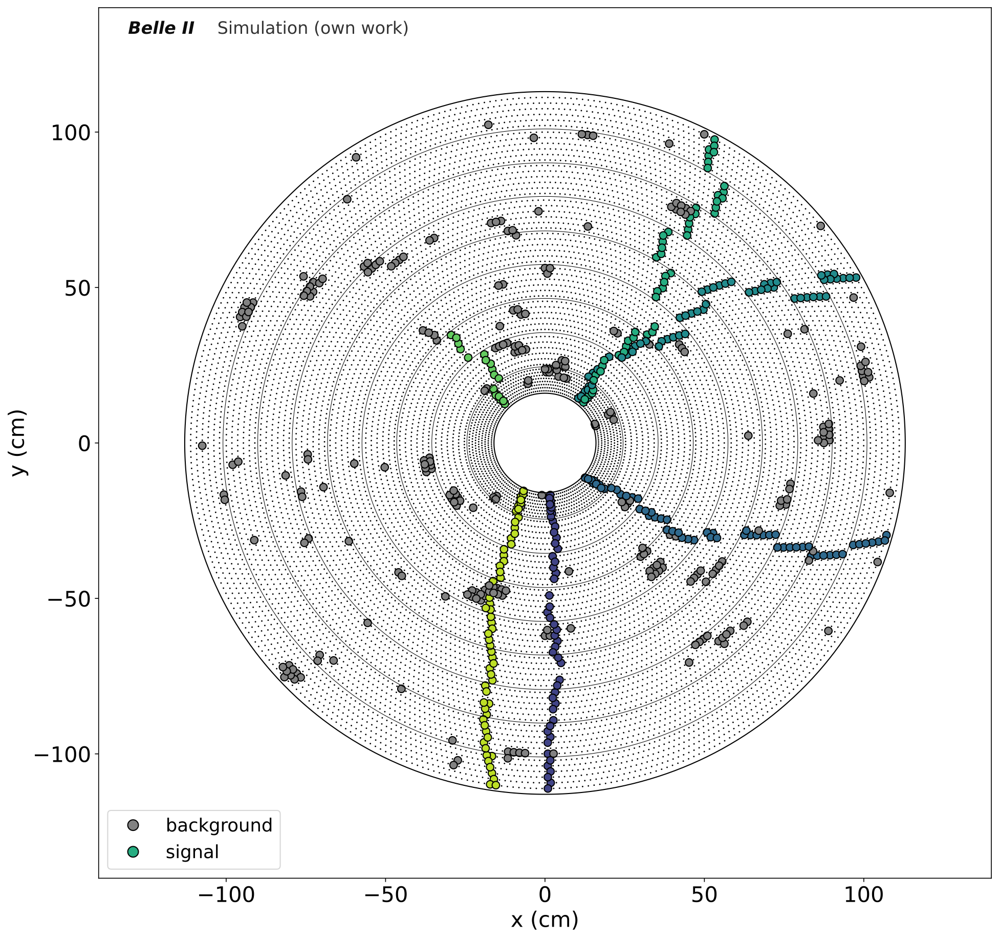 Belle II Simulation (own work)
100
50
0
−50
−100
y (cm)
background
signal
−100 −50 0 50 100
x (cm)